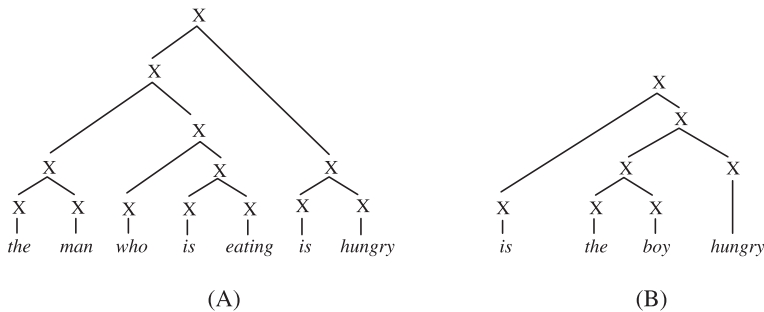 X
X X
X X
X X X X X
X X X X X X X X X X
the man who is eating is hungry is the boy hungry
(A) (B)